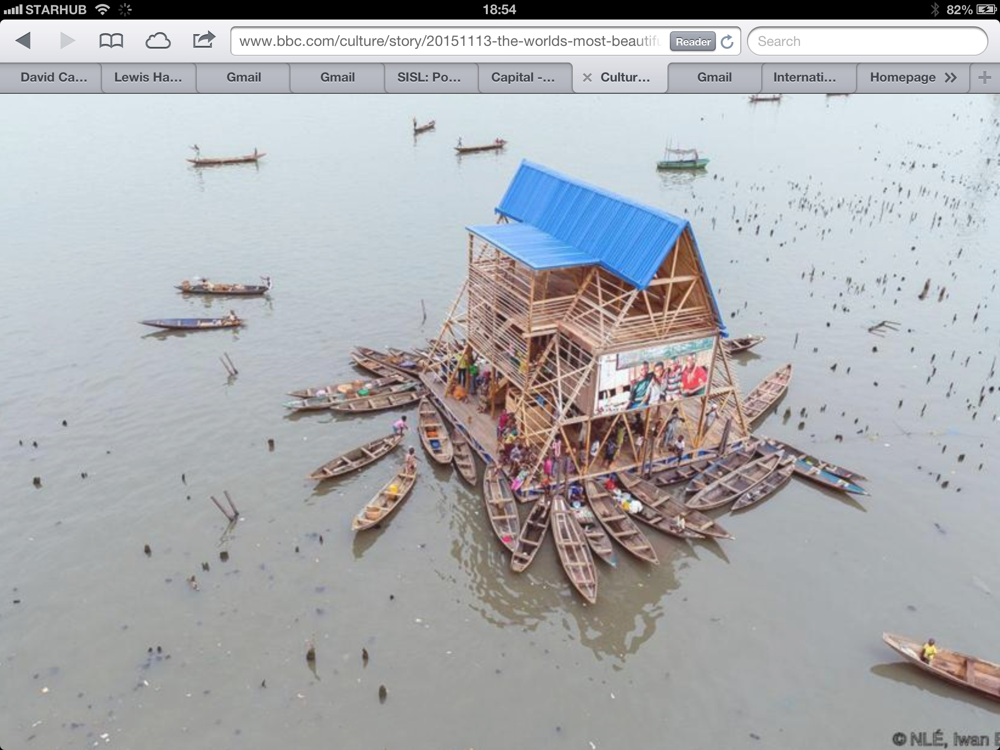 STARHUB 18:54 82%
www.bbc.com/culture/story/20151113-the-worlds-most-beautifu Reader Search
David Ca... Lewis Ha... Gmail Gmail SISL: Po... Capital -... Cultur... Gmail Internati... Homepage
© NLÉ, Iwan